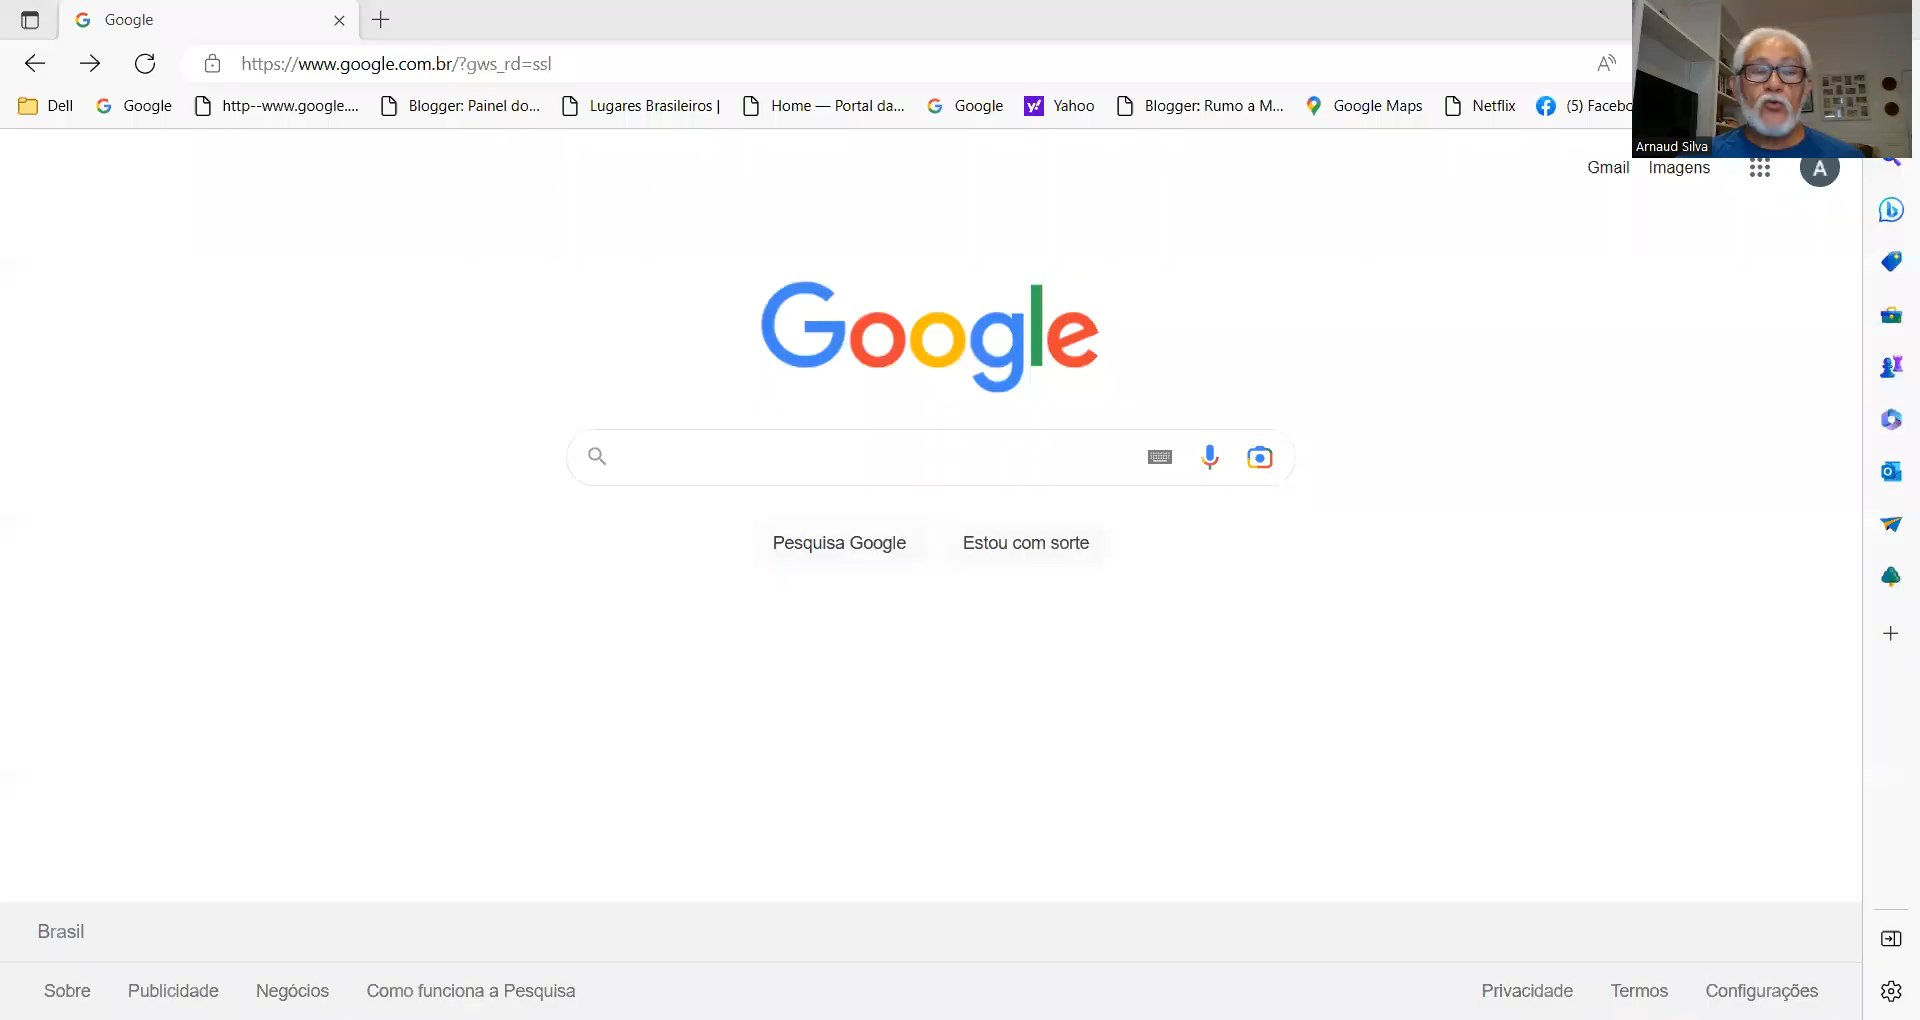 Google
https://www.google.com.br/?gws_rd=ssl
Dell Google http--www.google.... Blogger: Painel do... Lugares Brasileiros | Home — Portal da... Google Yahoo Blogger: Rumo a M... Google Maps Netflix (5) Facebo
Arnaud Silva
Gmail Imagens A
Google
Pesquisa Google Estou com sorte
Brasil
Sobre Publicidade Negócios Como funciona a Pesquisa Privacidade Termos Configurações